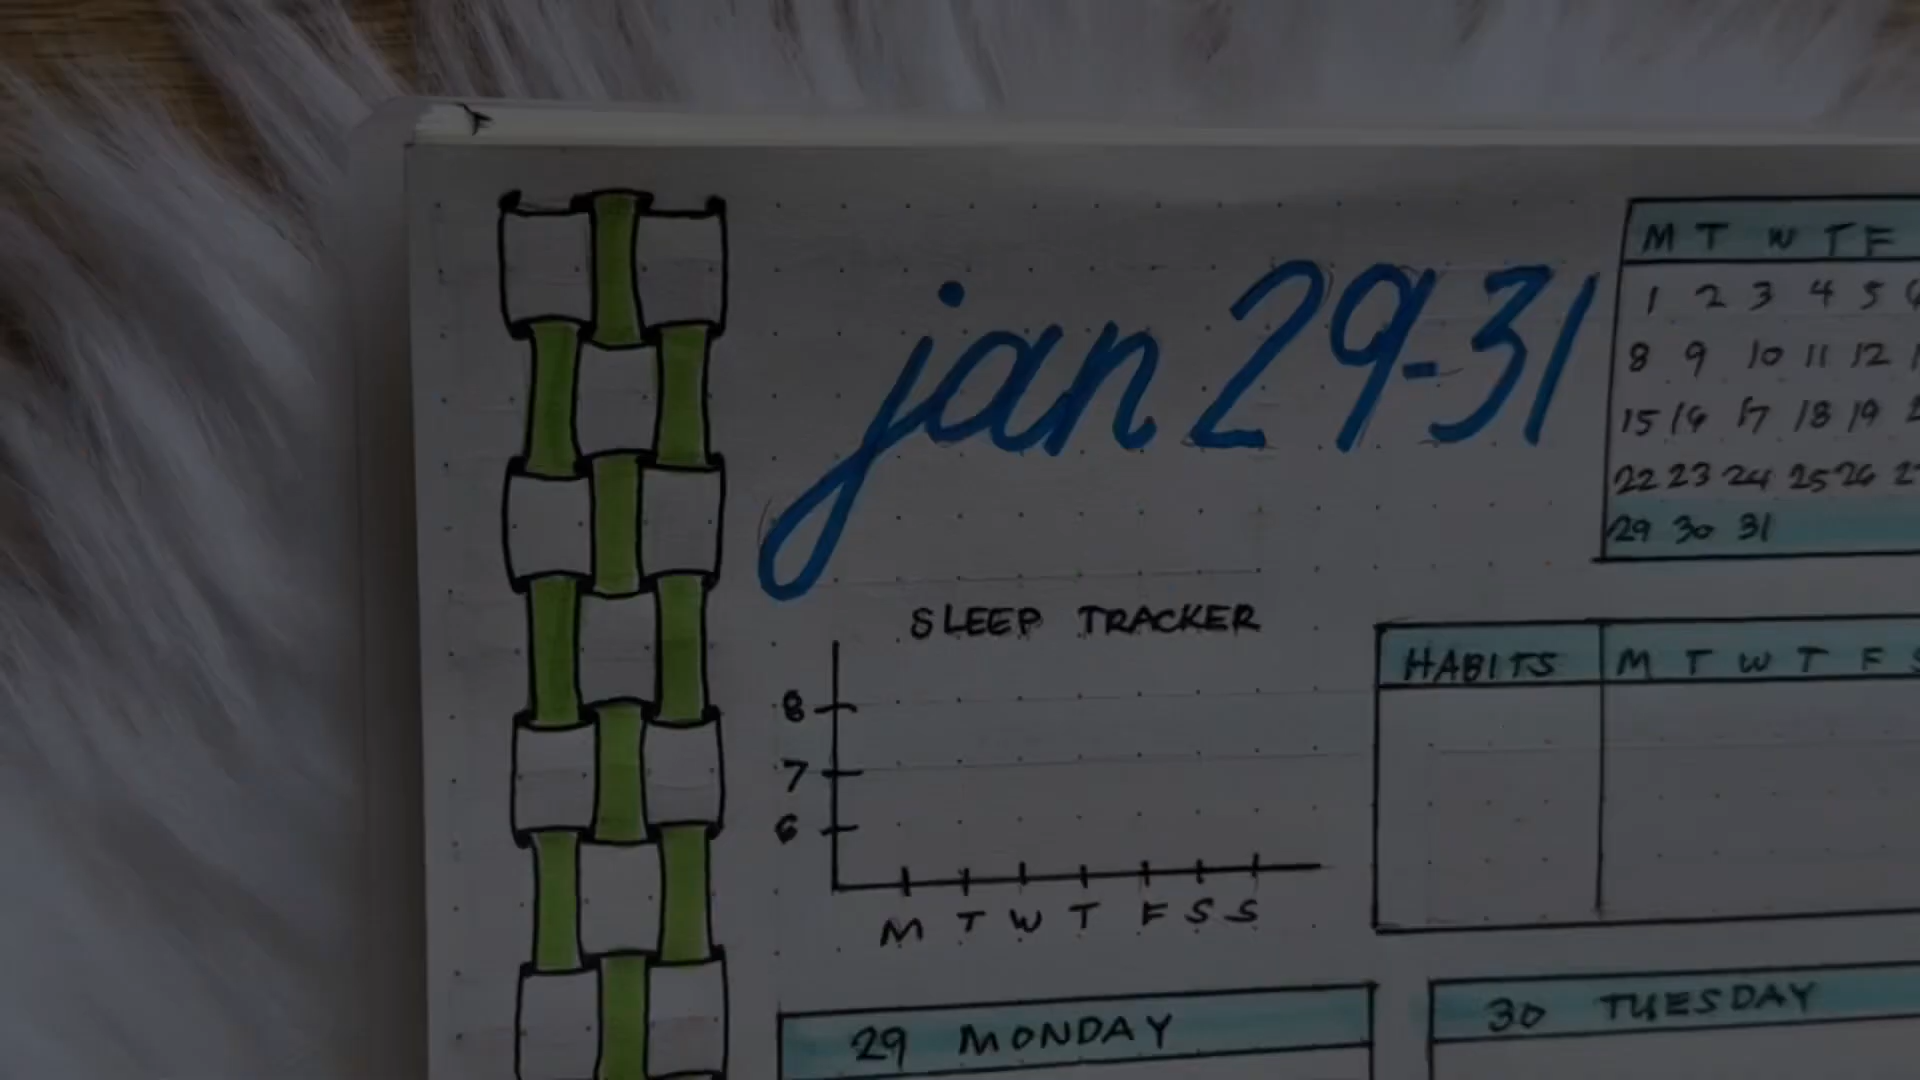 jan 29-31
M T W T F
1 2 3 4 5
8 9 10 11 12
15 16 17 18 19
22 23 24 25 26
29 30 31
SLEEP TRACKER
8
7
6
M T W T F S S
HABITS M T W T F
29 MONDAY
30 TUESDAY